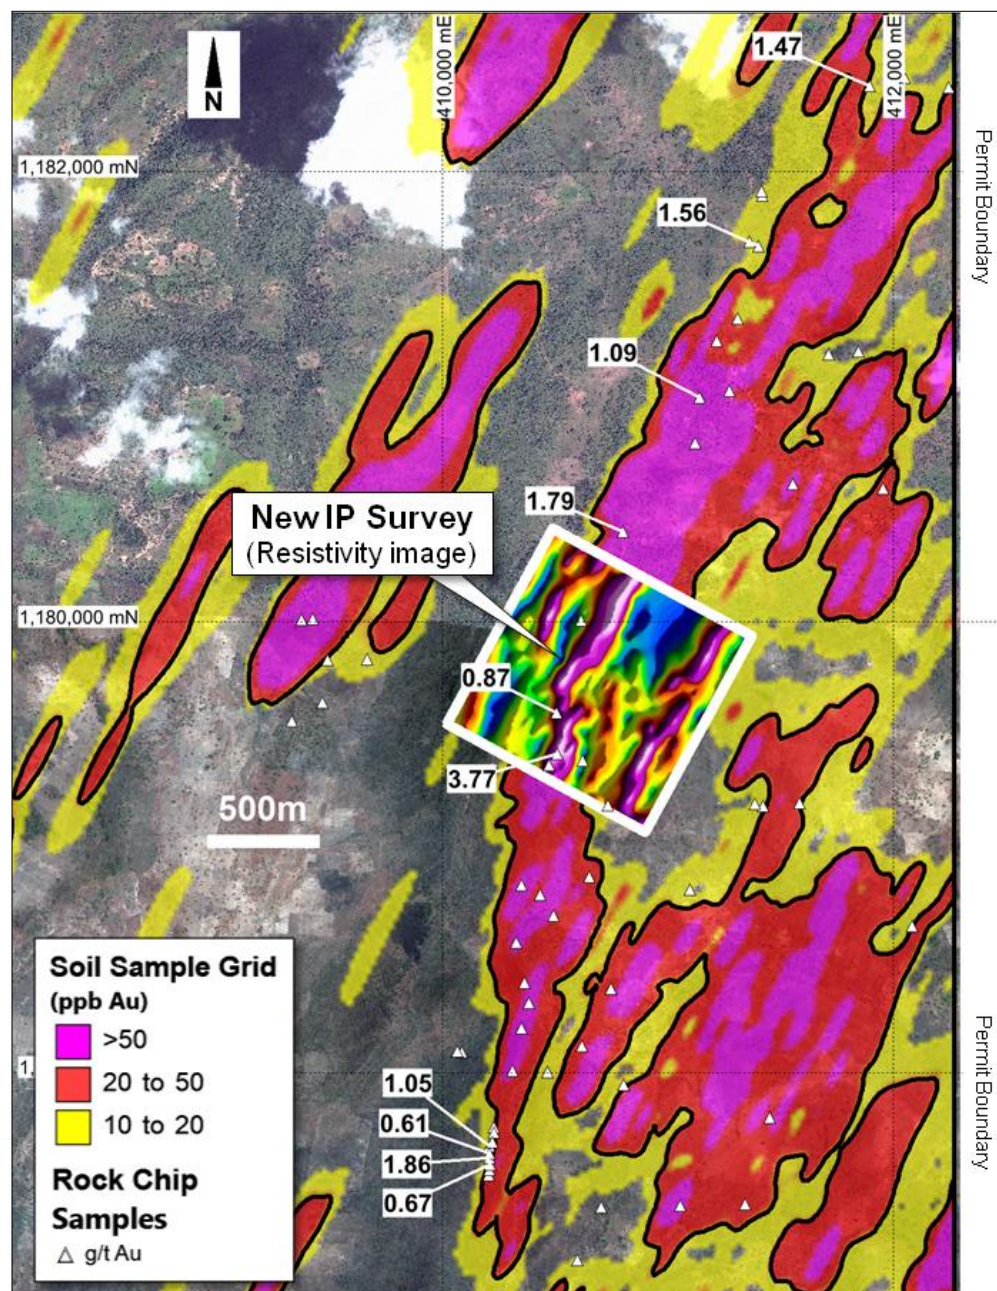 1.47
410,000 mE
412,000 mE
N
1,182,000 mN
Permit Boundary
1.56
1.09
1.79
New IP Survey
(Resistivity image)
1,180,000 mN
0.87
3.77
500m
Soil Sample Grid
(ppb Au)
>50
20 to 50
10 to 20
Rock Chip
Samples
g/t Au
1,
1.05
0.61
1.86
0.67
Permit Boundary